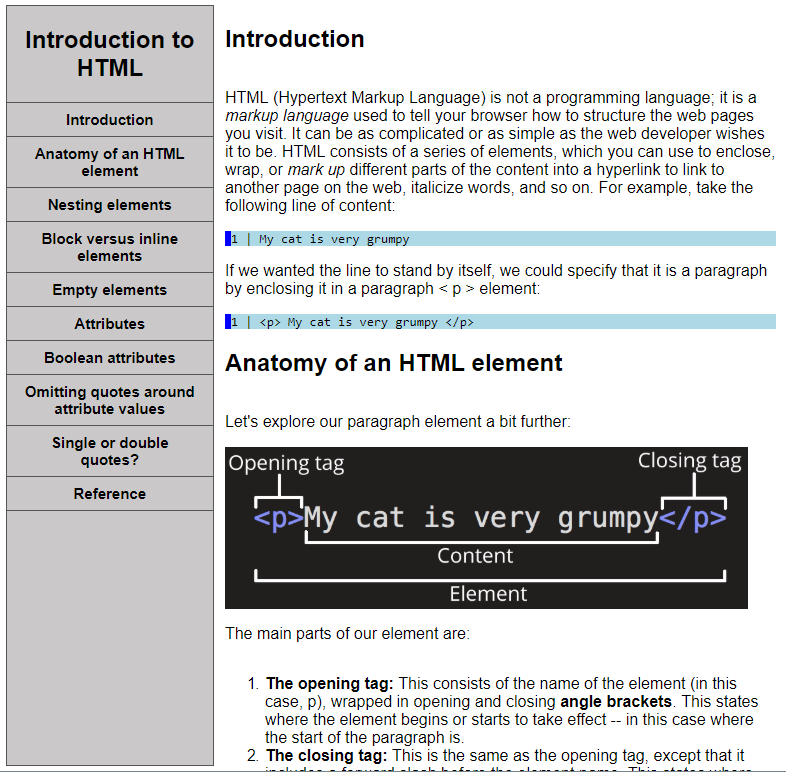 Introduction to
HTML
Introduction
Anatomy of an HTML
element
Nesting elements
Block versus inline
elements
Empty elements
Attributes
Boolean attributes
Omitting quotes around
attribute values
Single or double
quotes?
Reference
Introduction
HTML (Hypertext Markup Language) is not a programming language; it is a
markup language used to tell your browser how to structure the web pages
you visit. It can be as complicated or as simple as the web developer wishes
it to be. HTML consists of a series of elements, which you can use to enclose,
wrap, or mark up different parts of the content into a hyperlink to link to
another page on the web, italicize words, and so on. For example, take the
following line of content:
1 | My cat is very grumpy
If we wanted the line to stand by itself, we could specify that it is a paragraph
by enclosing it in a paragraph < p > element:
1 | <p> My cat is very grumpy </p>
Anatomy of an HTML element
Let's explore our paragraph element a bit further:
Opening tag
Closing tag
<p>My cat is very grumpy</p>
Content
Element
The main parts of our element are:
1. The opening tag: This consists of the name of the element (in this
case, p), wrapped in opening and closing angle brackets. This states
where the element begins or starts to take effect -- in this case where
the start of the paragraph is.
2. The closing tag: This is the same as the opening tag, except that it
includes a forward slash before the element name. This states where